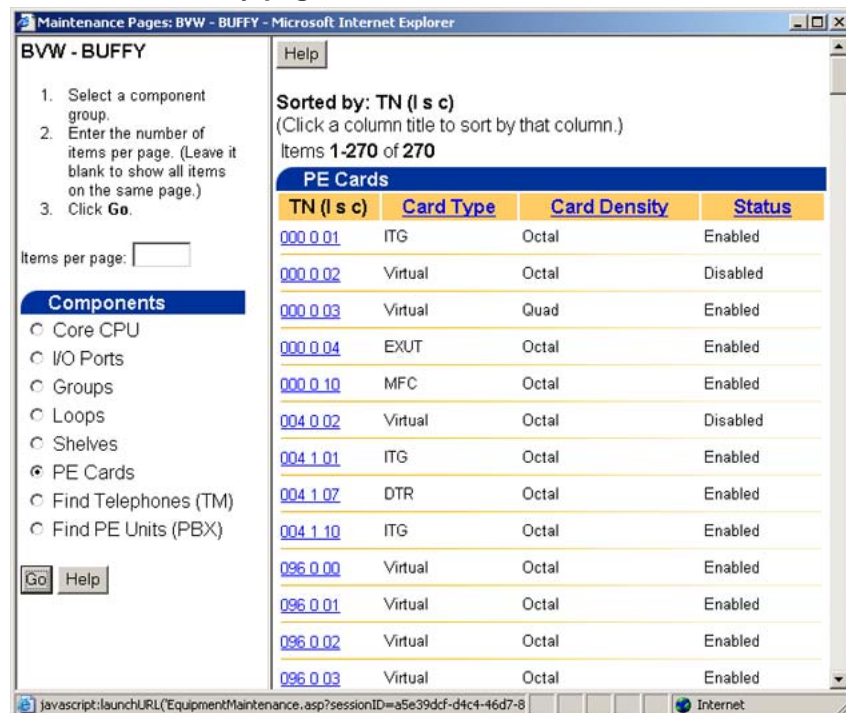 Maintenance Pages: BVW - BUFFY - Microsoft Internet Explorer
BVW - BUFFY
1. Select a component
group.
2. Enter the number of
items per page. (Leave it
blank to show all items
on the same page.)
3. Click Go.
Items per page:
Components
Core CPU
I/O Ports
Groups
Loops
Shelves
PE Cards
Find Telephones (TM)
Find PE Units (PBX)
Go Help
Help
Sorted by: TN (l s c)
(Click a column title to sort by that column.)
Items 1-270 of 270
PE Cards
TN (l s c) Card Type Card Density Status
000 0 01 ITG Octal Enabled
000 0 02 Virtual Octal Disabled
000 0 03 Virtual Quad Enabled
000 0 04 EXUT Octal Enabled
000 0 10 MFC Octal Enabled
004 0 02 Virtual Octal Disabled
004 1 01 ITG Octal Enabled
004 1 07 DTR Octal Enabled
004 1 10 ITG Octal Enabled
096 0 00 Virtual Octal Enabled
096 0 01 Virtual Octal Enabled
096 0 02 Virtual Octal Enabled
096 0 03 Virtual Octal Enabled
javascript:launchURL('EquipmentMaintenance.asp?sessionID=a5e39dcf-d4c4-46d7-8 Internet